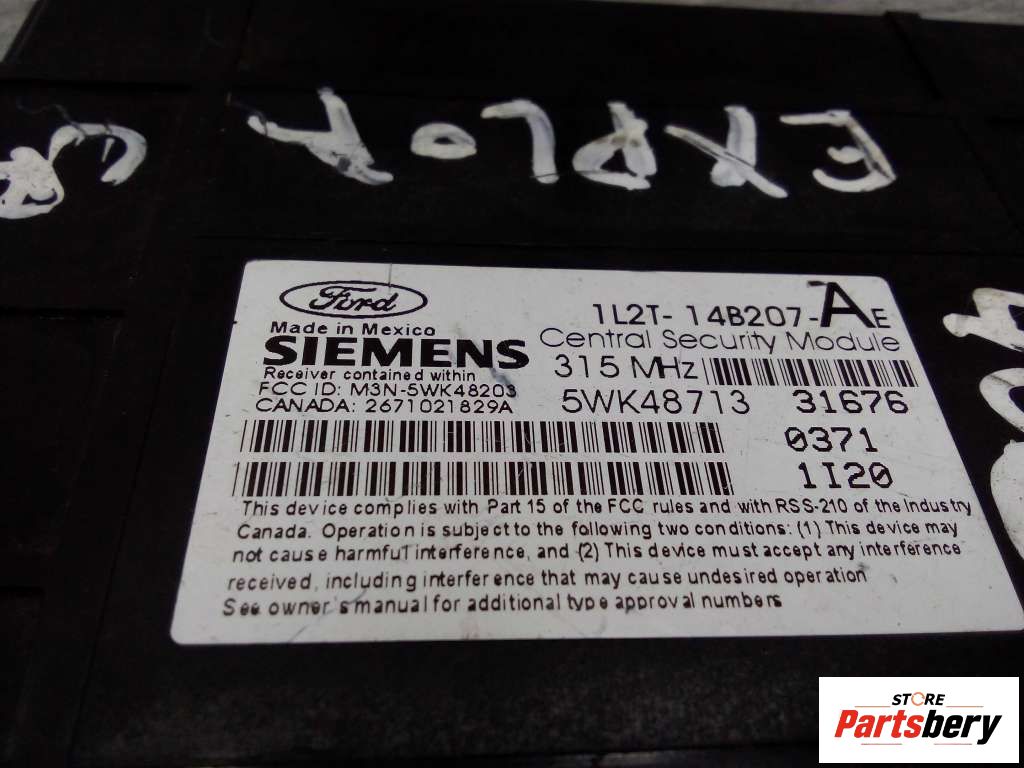 EXPLO
Ford
Made in Mexico
SIEMENS
Receiver contained within
FCC ID: M3N-5WK48203
CANADA: 2671021829A
1L2T-14B207-AE
Central Security Module
315 MHz
5WK48713 31676
0371
1I20
This device complies with Part 15 of the FCC rules and with RSS-210 of the Industry
Canada. Operation is subject to the following two conditions: (1) This device may
not cause harmful interference, and (2) This device must accept any interference
received, including interference that may cause undesired operation
See owner's manual for additional type approval numbers
STORE
Partsbery